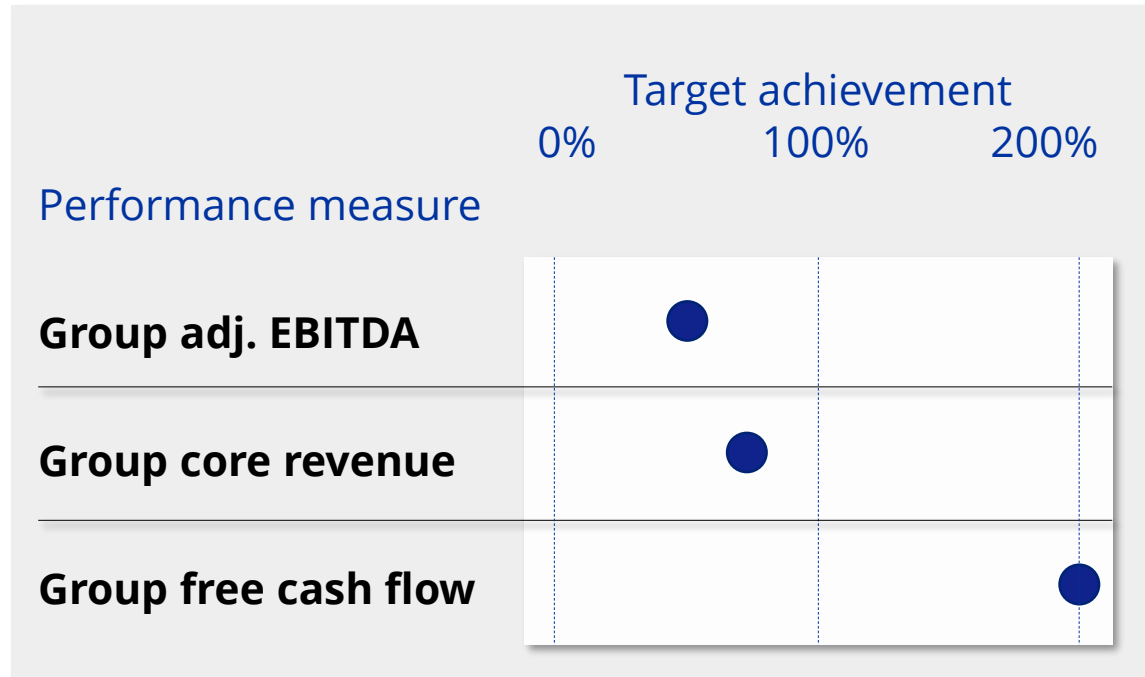 Target achievement
0% 100% 200%
Performance measure
Group adj. EBITDA
Group core revenue
Group free cash flow